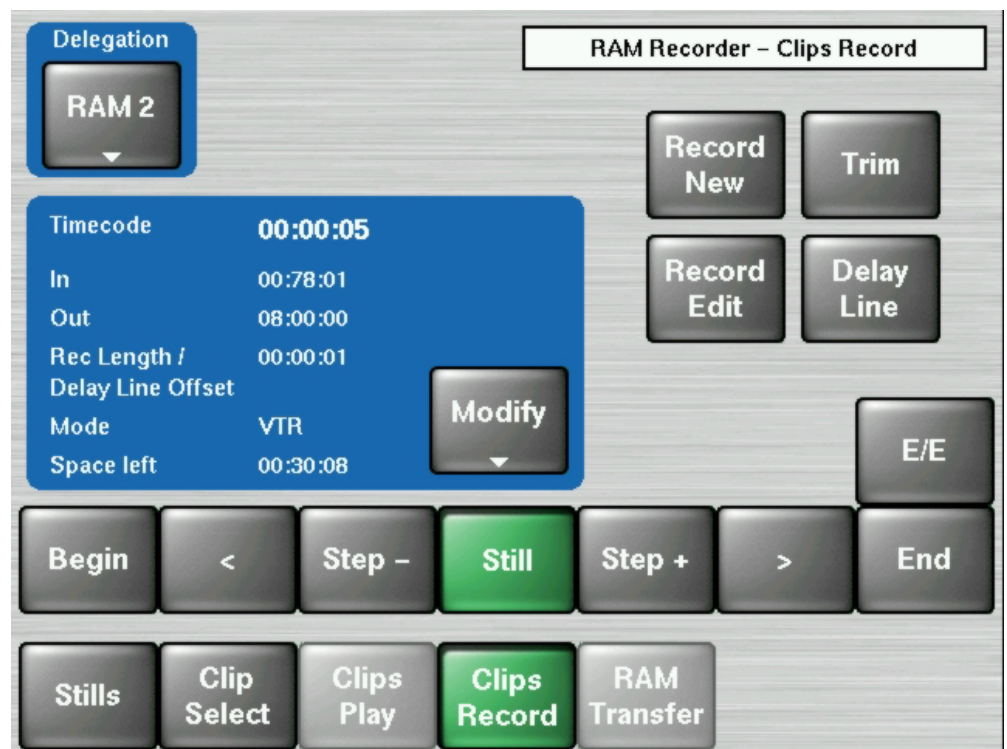 Delegation
RAM Recorder – Clips Record
RAM 2
Record
New
Trim
Timecode 00:00:05
In 00:78:01
Out 08:00:00
Rec Length / 00:00:01
Delay Line Offset
Mode VTR
Space left 00:30:08
Modify
Record
Edit
Delay
Line
E/E
Begin < Step – Still Step + > End
Stills
Clip
Select
Clips
Play
Clips
Record
RAM
Transfer